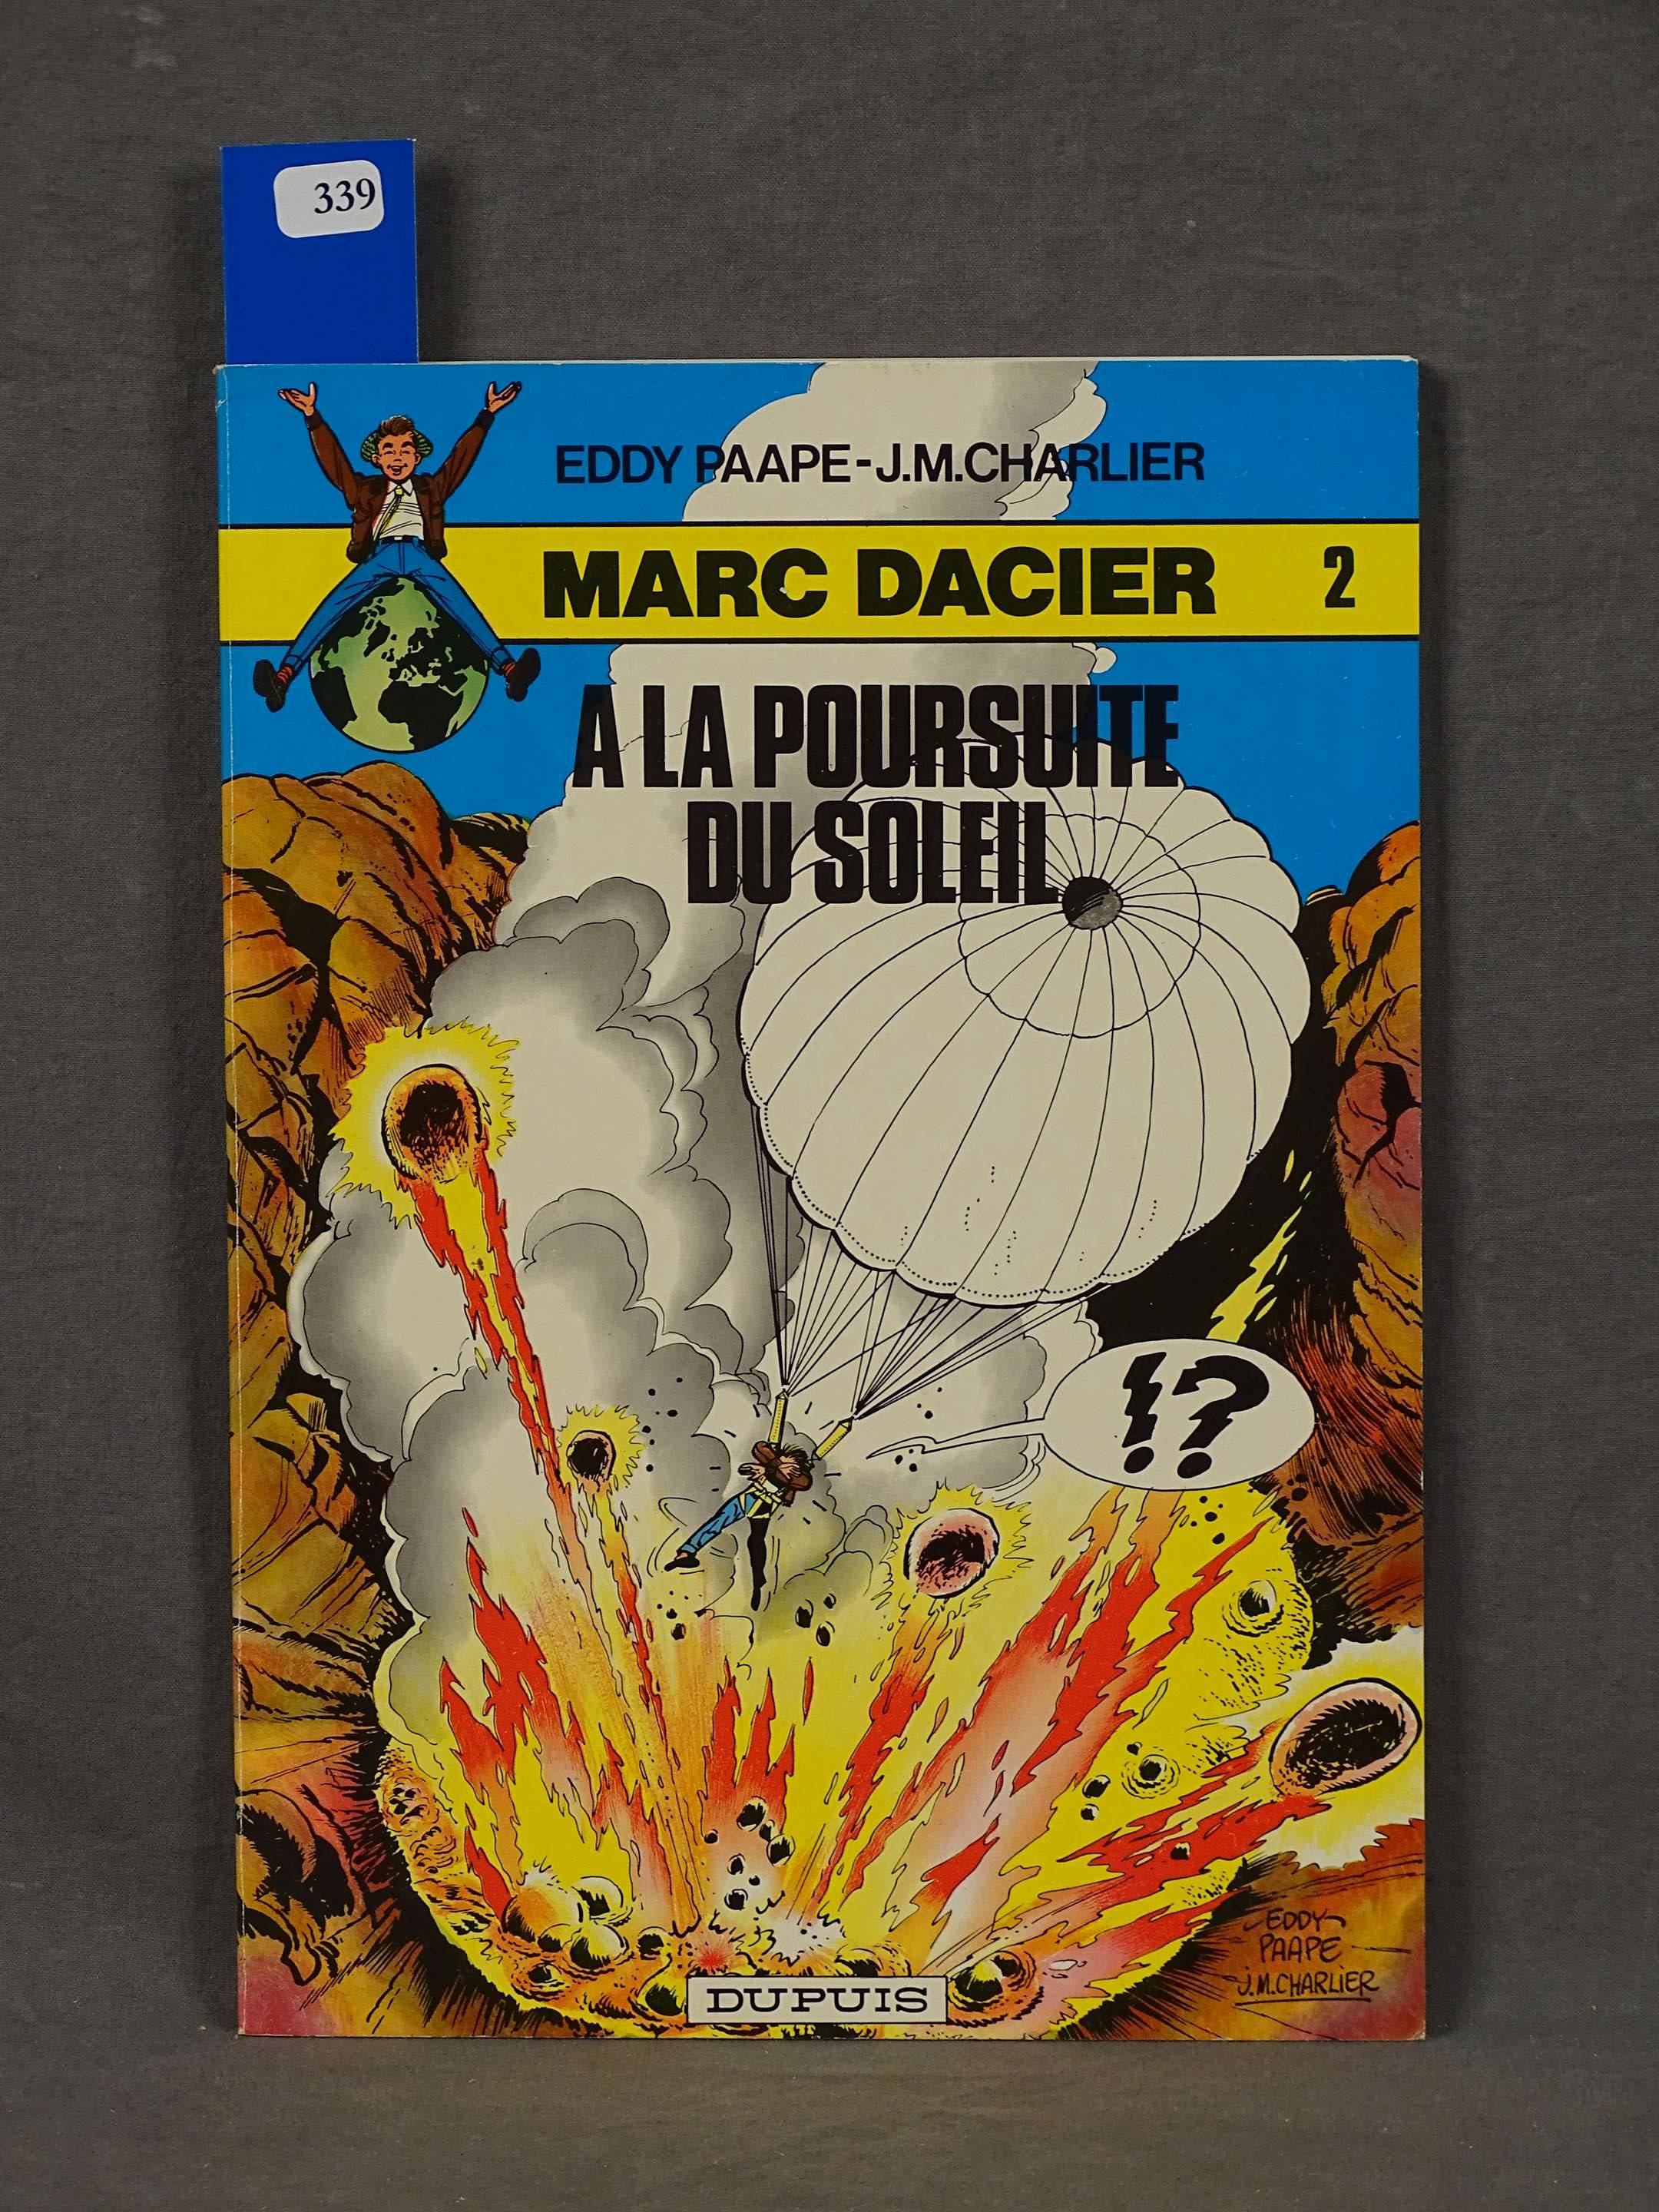 339
EDDY PAAPE-J.M.CHARLIER
MARC DACIER 2
A LA POURSUITE
DU SOLEIL
!?
EDDY
PAAPE
J.M.CHARLIER
DUPUIS